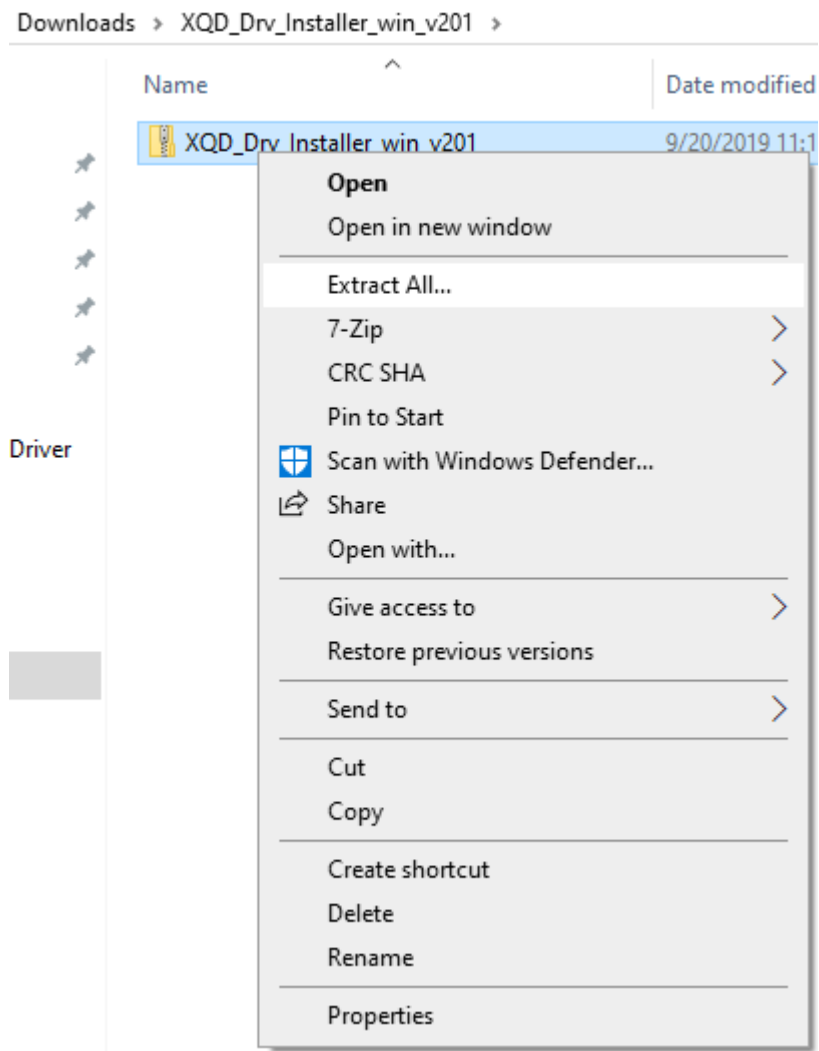 Downloads > XQD_Drv_Installer_win_v201 >
Name Date modified
XQD_Drv_Installer_win_v201 9/20/2019 11:1
Open
Open in new window
Extract All...
7-Zip
CRC SHA
Pin to Start
Driver
Scan with Windows Defender...
Share
Open with...
Give access to
Restore previous versions
Send to
Cut
Copy
Create shortcut
Delete
Rename
Properties